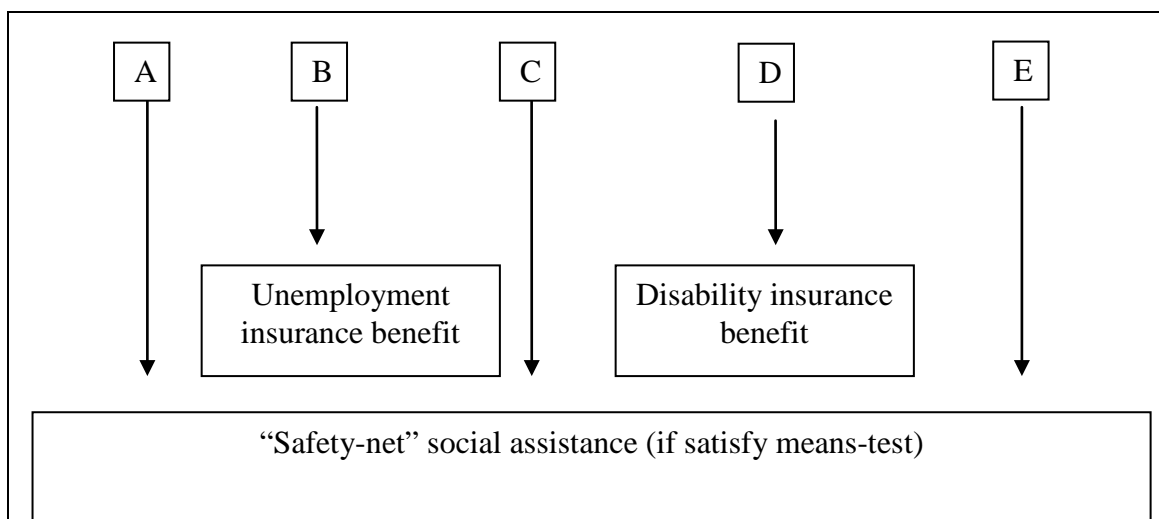 A
B
C
D
E
Unemployment
insurance benefit
Disability insurance
benefit
“Safety-net” social assistance (if satisfy means-test)